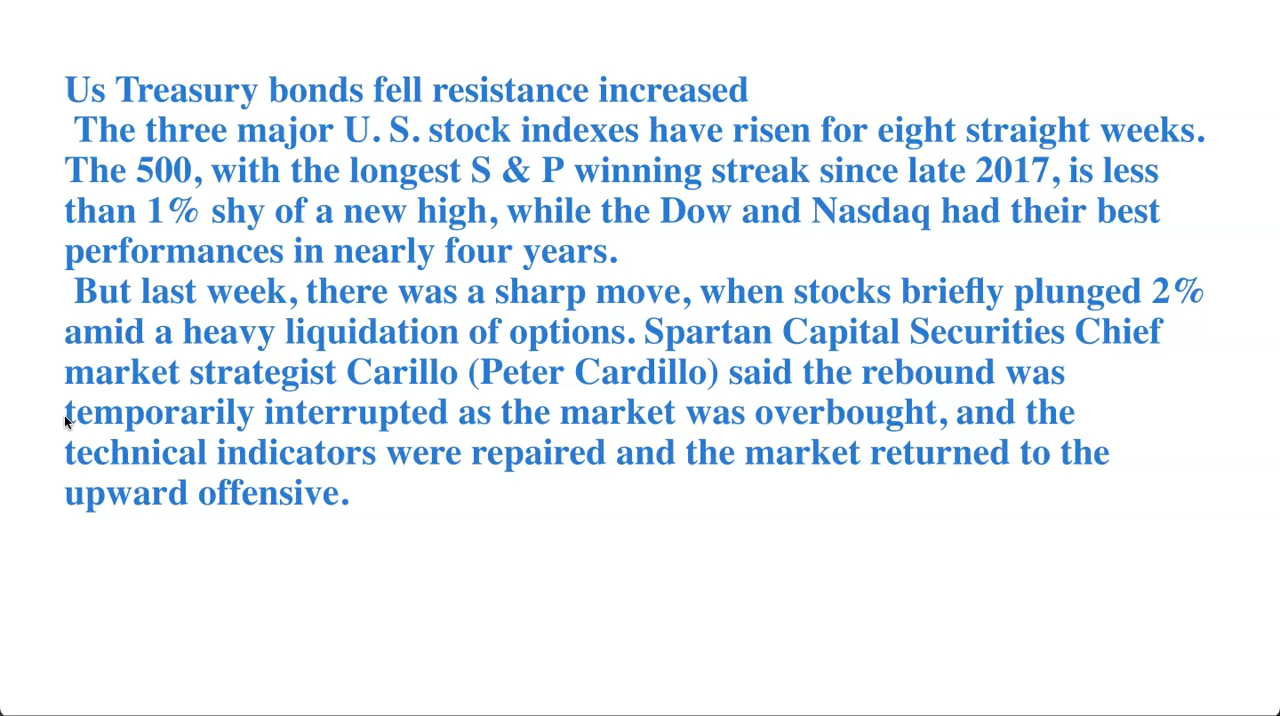 Us Treasury bonds fell resistance increased
The three major U. S. stock indexes have risen for eight straight weeks.
The 500, with the longest S & P winning streak since late 2017, is less
than 1% shy of a new high, while the Dow and Nasdaq had their best
performances in nearly four years.
But last week, there was a sharp move, when stocks briefly plunged 2%
amid a heavy liquidation of options. Spartan Capital Securities Chief
market strategist Carillo (Peter Cardillo) said the rebound was
temporarily interrupted as the market was overbought, and the
technical indicators were repaired and the market returned to the
upward offensive.